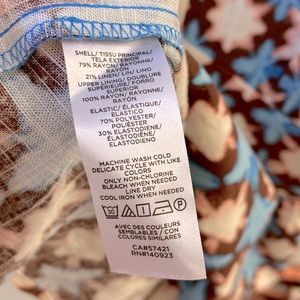 SHELL/ TISSU PRINCIPAL/
TELA EXTERIOR
79% RAYON/ RAYONNE/
RAYÓN
21% LINEN/ LIN/ LINO
UPPER LINING/ DOUBLURE
SUPÉRIEURE/ FORRO
SUPERIOR
100% RAYON/ RAYONNE/
RAYÓN
ELASTIC/ ÉLASTIQUE/
ELÁSTICO
70% POLYESTER/
POLIÉSTER
30% ELASTODIENE/
ÉLASTODIÈNE/
ELASTODIENO
MACHINE WASH COLD
DELICATE CYCLE WITH LIKE
COLORS
ONLY NON-CHLORINE
BLEACH WHEN NEEDED
LINE DRY
COOL IRON WHEN NEEDED
AVEC DES COULEURS
SEMBLABLES / CON
COLORES SIMILARES
CA#57421
RN#140923